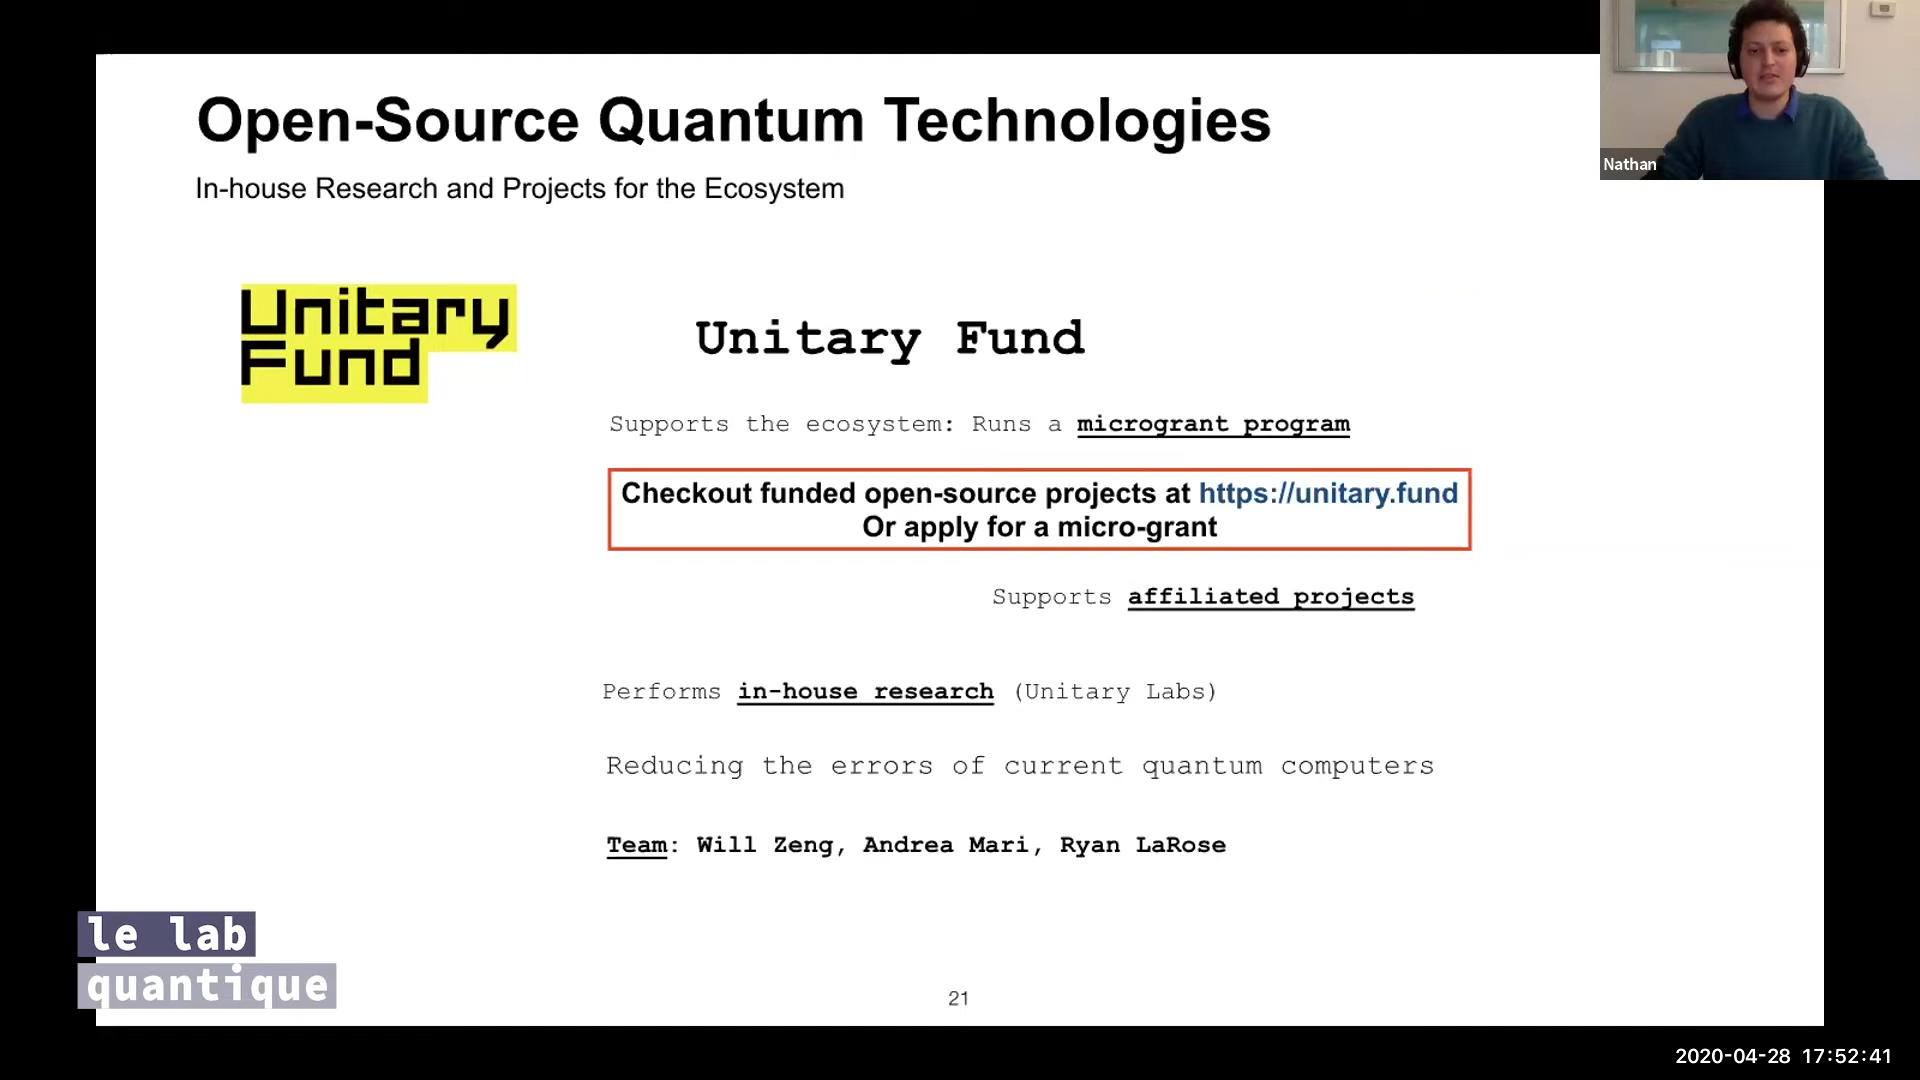 Open-Source Quantum Technologies
In-house Research and Projects for the Ecosystem
Nathan
Unitary
Fund
Unitary Fund
Supports the ecosystem: Runs a microgrant program
Checkout funded open-source projects at https://unitary.fund
Or apply for a micro-grant
Supports affiliated projects
Performs in-house research (Unitary Labs)
Reducing the errors of current quantum computers
Team: Will Zeng, Andrea Mari, Ryan LaRose
le lab
quantique
21
2020-04-28 17:52:41